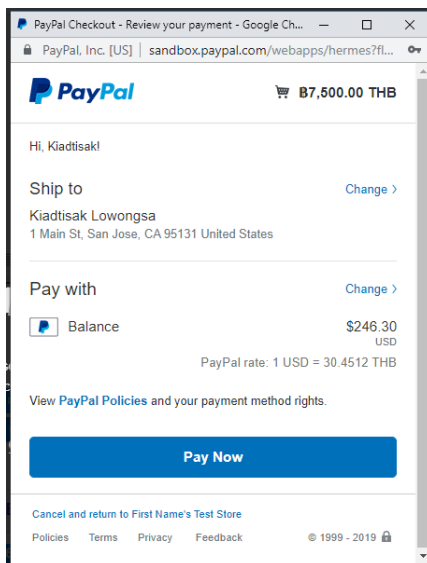 PayPal Checkout - Review your payment - Google Ch...
PayPal, Inc. [US] | sandbox.paypal.com/webapps/hermes?fl...
PayPal
฿7,500.00 THB
Hi, Kiadtisak!
Ship to
Change >
Kiadtisak Lowongsa
1 Main St, San Jose, CA 95131 United States
Pay with
Change >
PayPal Balance
$246.30
USD
PayPal rate: 1 USD = 30.4512 THB
View PayPal Policies and your payment method rights.
Pay Now
Cancel and return to First Name's Test Store
Policies Terms Privacy Feedback © 1999 - 2019